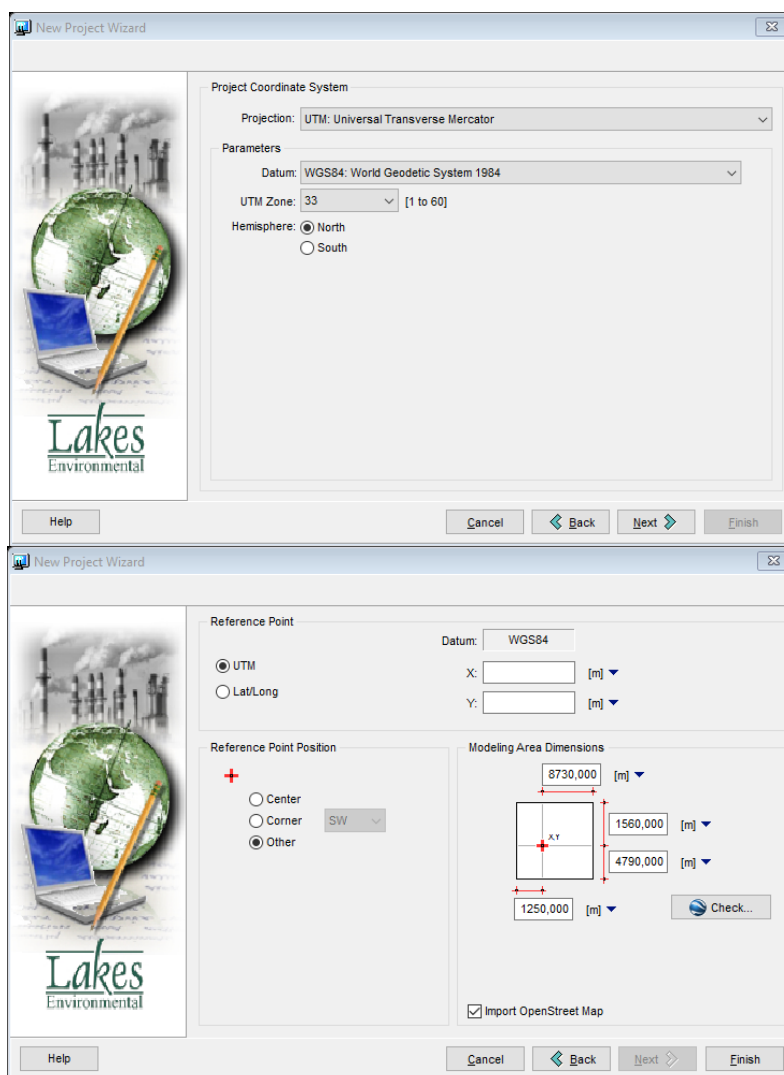 New Project Wizard
Project Coordinate System
Projection: UTM: Universal Transverse Mercator
Parameters
Datum: WGS84: World Geodetic System 1984
UTM Zone: 33 [1 to 60]
Hemisphere: North
South
Lakes
Environmental
Help Cancel Back Next Finish
New Project Wizard
Reference Point
Datum: WGS84
UTM X: [m]
Lat/Long Y: [m]
Reference Point Position
Center
Corner SW
Other
Modeling Area Dimensions
8730,000 [m]
X,Y
1560,000 [m]
4790,000 [m]
1250,000 [m] Check...
Import OpenStreet Map
Lakes
Environmental
Help Cancel Back Next Finish